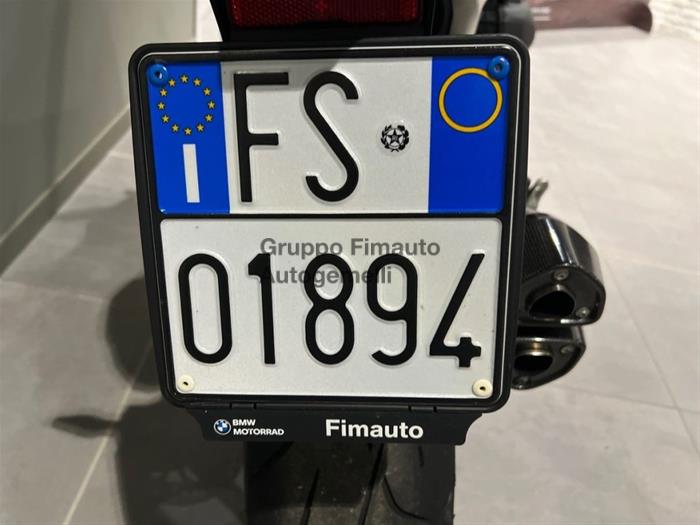 I FS
Gruppo Fimauto
Autogemelli
01894
BMW
MOTORRAD
Fimauto